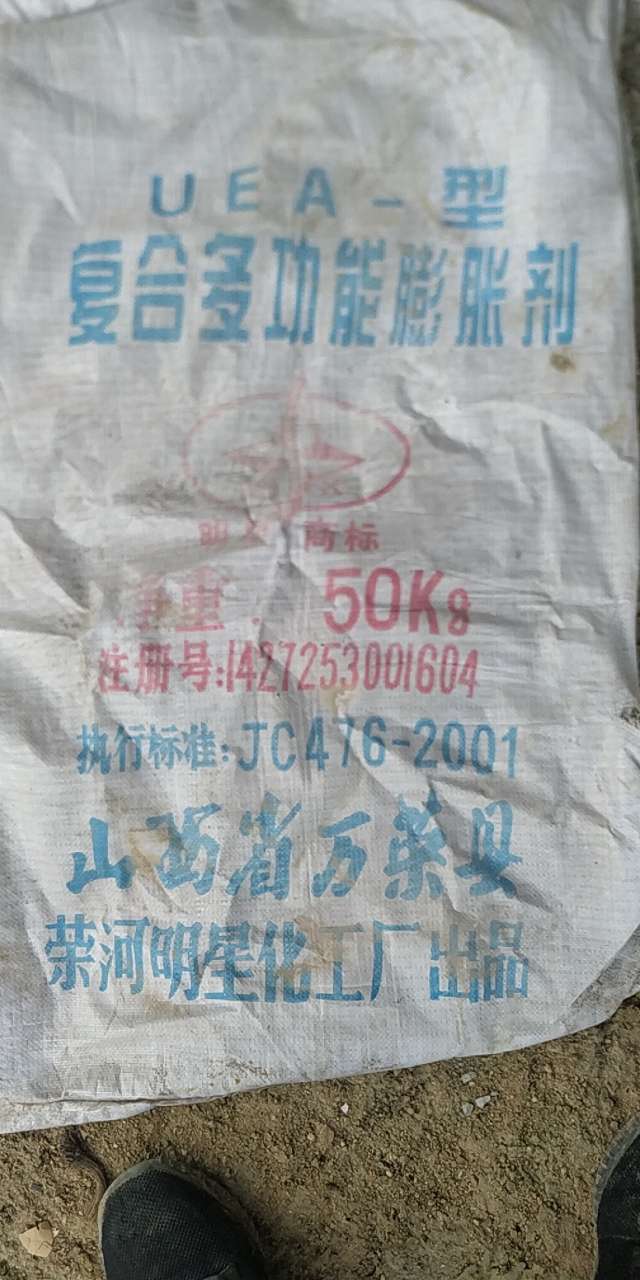 UEA-型
复合多功能膨胀剂
商标
净重: 50Kg
注册号:1427253001604
执行标准:JC476-2001
山西省万荣县
荣河明星化工厂出品